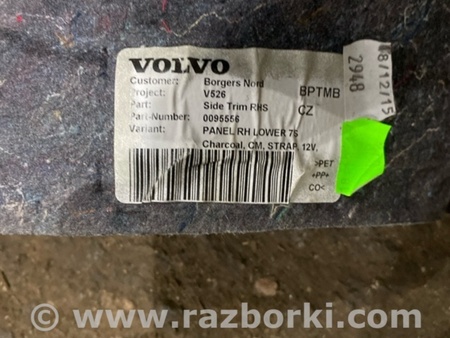 VOLVO
Customer: Borgers Nord
Project: V526 BPTMB
Part: Side Trim RHS CZ
Part-Number: 0095556
Variant: PANEL RH LOWER 7S
Charcoal, CM, STRAP, 12V,
>PET
+PP+
CO<
08/12/15
2948
© www.razborki.com